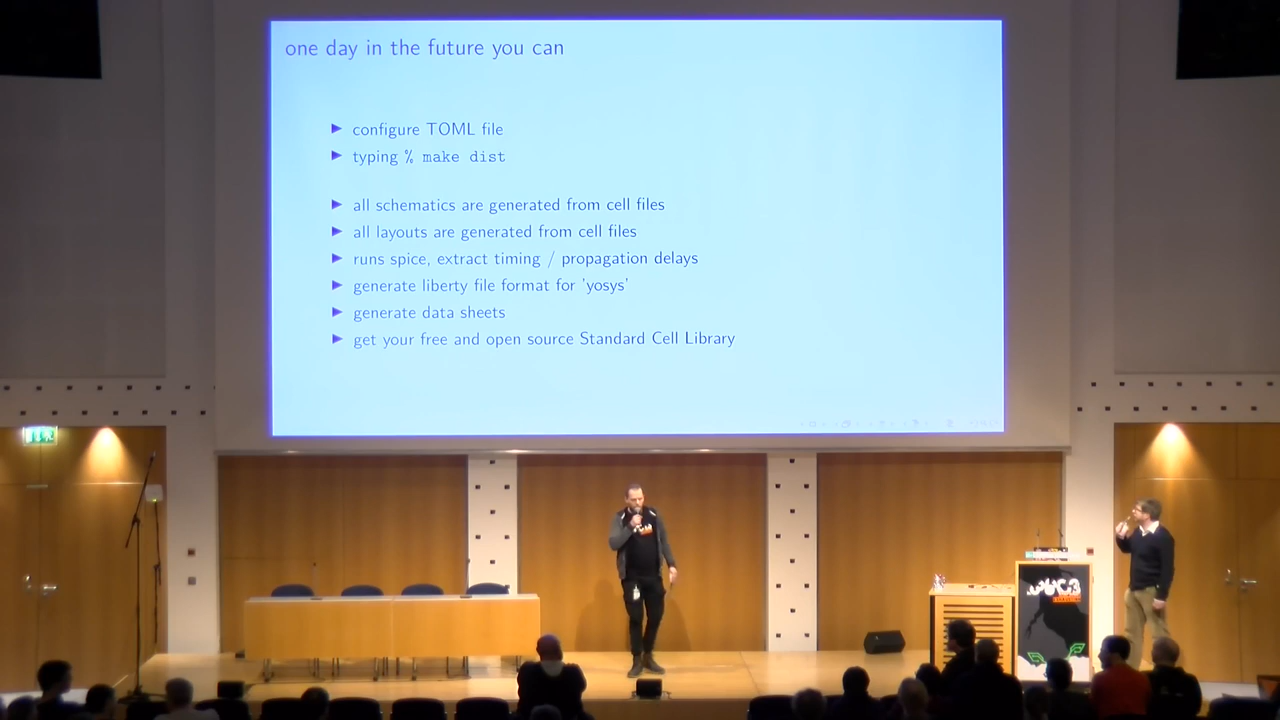 one day in the future you can
configure TOML file
typing % make dist
all schematics are generated from cell files
all layouts are generated from cell files
runs spice, extract timing / propagation delays
generate liberty file format for 'yosys'
generate data sheets
get your free and open source Standard Cell Library